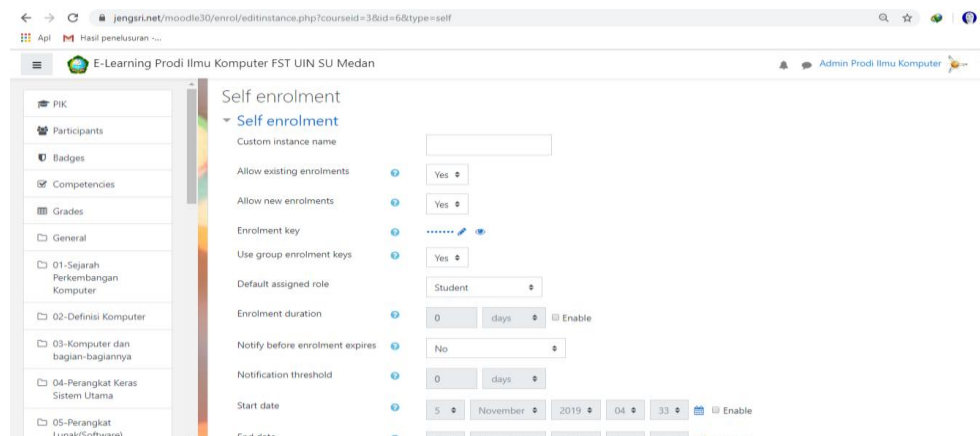 jengsri.net/moodle30/enrol/editinstance.php?courseid=3&id=6&type=self
Apl
Hasil penelusuran -...
E-Learning Prodi Ilmu Komputer FST UIN SU Medan
Admin Prodi Ilmu Komputer
PIK
Participants
Badges
Competencies
Grades
General
01-Sejarah
Perkembangan
Komputer
02-Definisi Komputer
03-Komputer dan
bagian-bagiannya
04-Perangkat Keras
Sistem Utama
05-Perangkat
Lunak(Software)
Self enrolment
Self enrolment
Custom instance name
Allow existing enrolments
Yes
Allow new enrolments
Yes
Enrolment key
Use group enrolment keys
Yes
Default assigned role
Student
Enrolment duration
0 days Enable
Notify before enrolment expires
No
Notification threshold
0 days
Start date
5 November 2019 04 33 Enable
End date